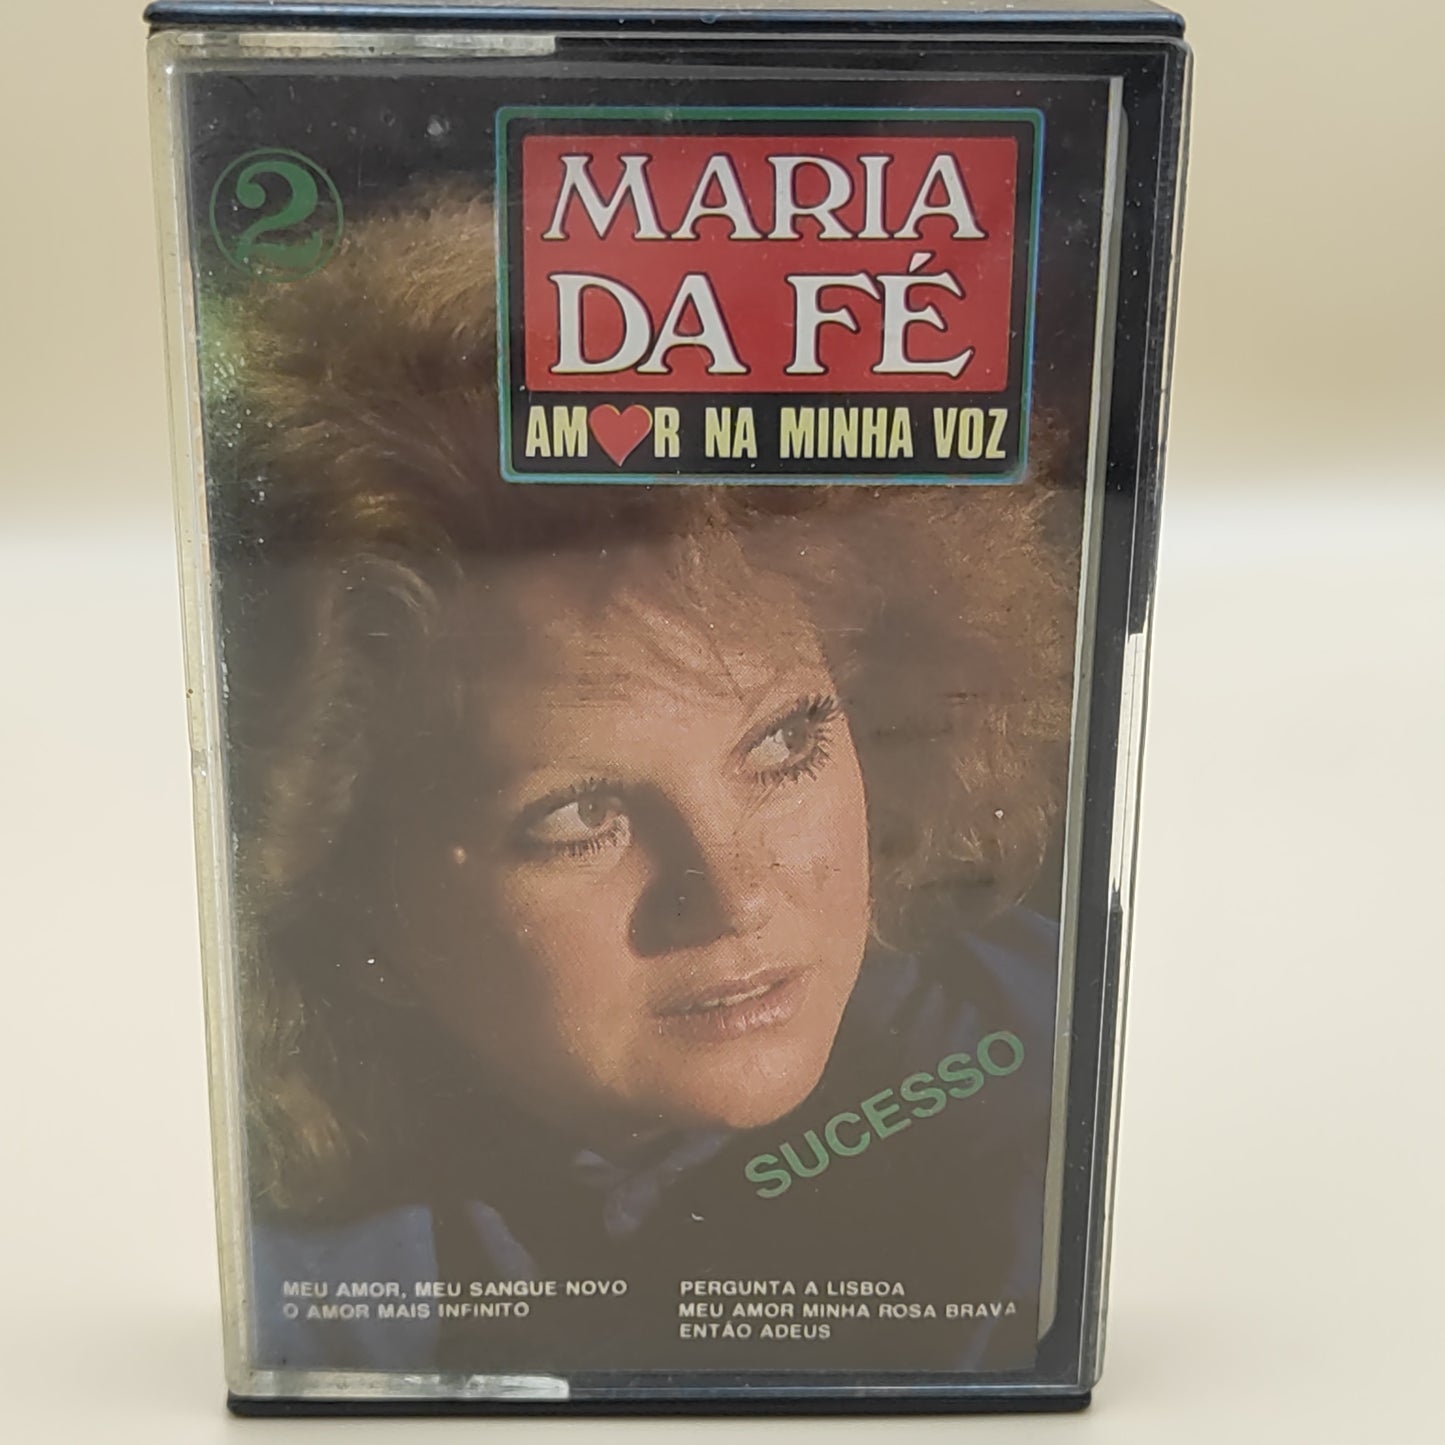 2
MARIA
DA FÉ
AM❤R NA MINHA VOZ
SUCESSO
MEU AMOR, MEU SANGUE NOVO
O AMOR MAIS INFINITO
PERGUNTA A LISBOA
MEU AMOR MINHA ROSA BRAVA
ENTÃO ADEUS